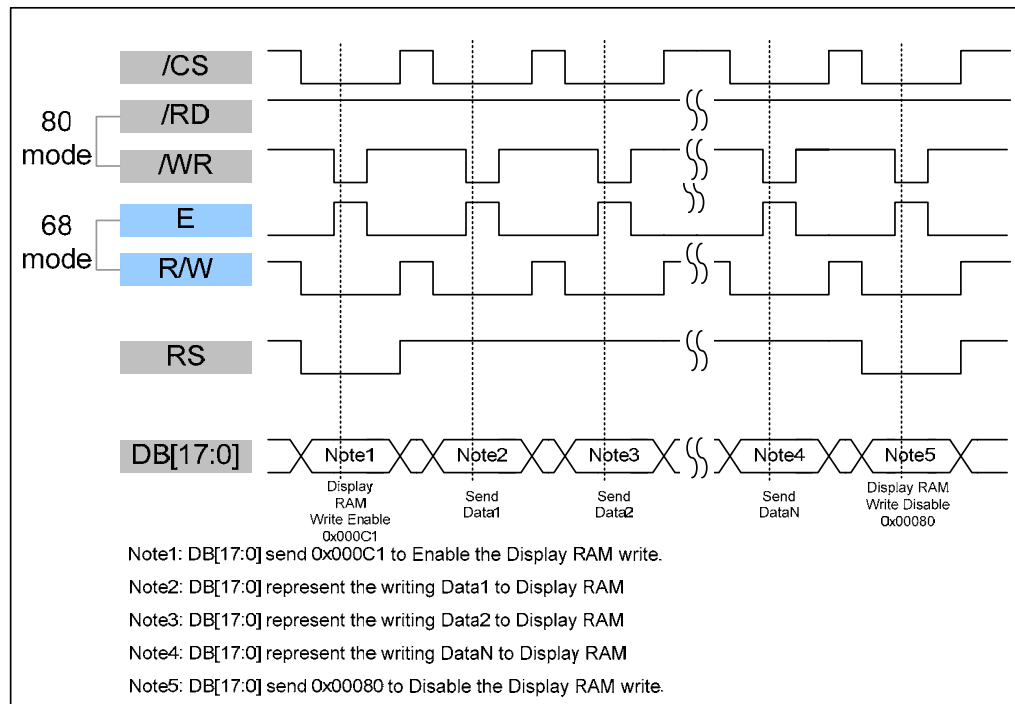 /CS
80
mode
/RD
/WR
68
mode
E
R/W
RS
DB[17:0]
Note1
Note2
Note3
Note4
Note5
Display
RAM
Write Enable
0x000C1
Send
Data1
Send
Data2
Send
DataN
Display RAM
Write Disable
0x00080
Note1: DB[17:0] send 0x000C1 to Enable the Display RAM write.
Note2: DB[17:0] represent the writing Data1 to Display RAM
Note3: DB[17:0] represent the writing Data2 to Display RAM
Note4: DB[17:0] represent the writing DataN to Display RAM
Note5: DB[17:0] send 0x00080 to Disable the Display RAM write.